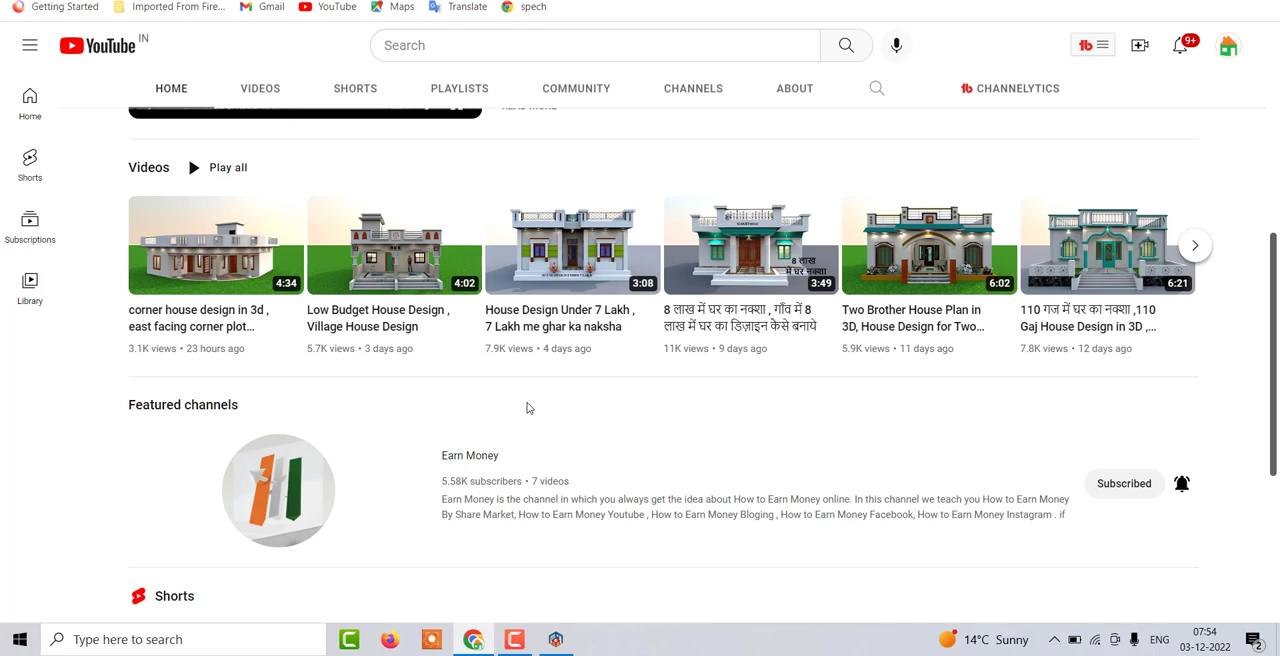 Getting Started Imported From Fire... Gmail YouTube Maps Translate spech
YouTube IN Search 9+
HOME VIDEOS SHORTS PLAYLISTS COMMUNITY CHANNELS ABOUT CHANNELYTICS
Home
Shorts
Subscriptions
Library
Videos Play all
4:34 4:02 3:08 8 लाख में घर नक्शा 3:49 6:02 6:21
corner house design in 3d , east facing corner plot...
3.1K views • 23 hours ago
Low Budget House Design , Village House Design
5.7K views • 3 days ago
House Design Under 7 Lakh , 7 Lakh me ghar ka naksha
7.9K views • 4 days ago
8 लाख में घर का नक्शा , गाँव में 8 लाख में घर का डिज़ाइन कैसे बनाये
11K views • 9 days ago
Two Brother House Plan in 3D, House Design for Two...
5.9K views • 11 days ago
110 गज में घर का नक्शा ,110 Gaj House Design in 3D ,...
7.8K views • 12 days ago
Featured channels
Earn Money
5.58K subscribers • 7 videos
Earn Money is the channel in which you always get the idea about How to Earn Money online. In this channel we teach you How to Earn Money
By Share Market, How to Earn Money Youtube , How to Earn Money Bloging , How to Earn Money Facebook, How to Earn Money Instagram . if
Subscribed
Shorts
Type here to search
14°C Sunny ENG 07:54
03-12-2022 2